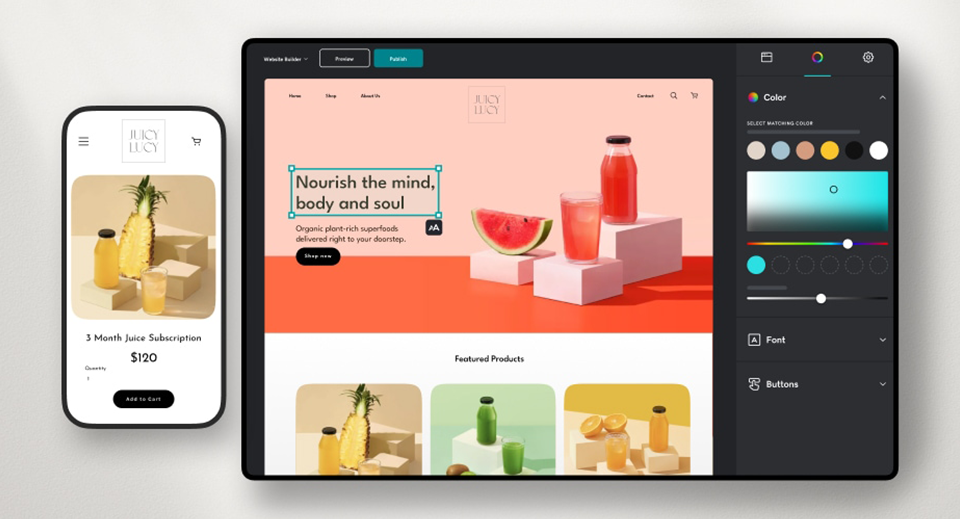 JUICY
LUCY
3 Month Juice Subscription
$120
Quantity
1
Add to Cart
Website Builder
Preview
Publish
Home
Shop
About Us
JUICY
LUCY
Contact
Nourish the mind,
body and soul
AA
Organic plant-rich superfoods
delivered right to your doorstep.
Shop now
Featured Products
Color
SELECT MATCHING COLOR
A
Font
Buttons